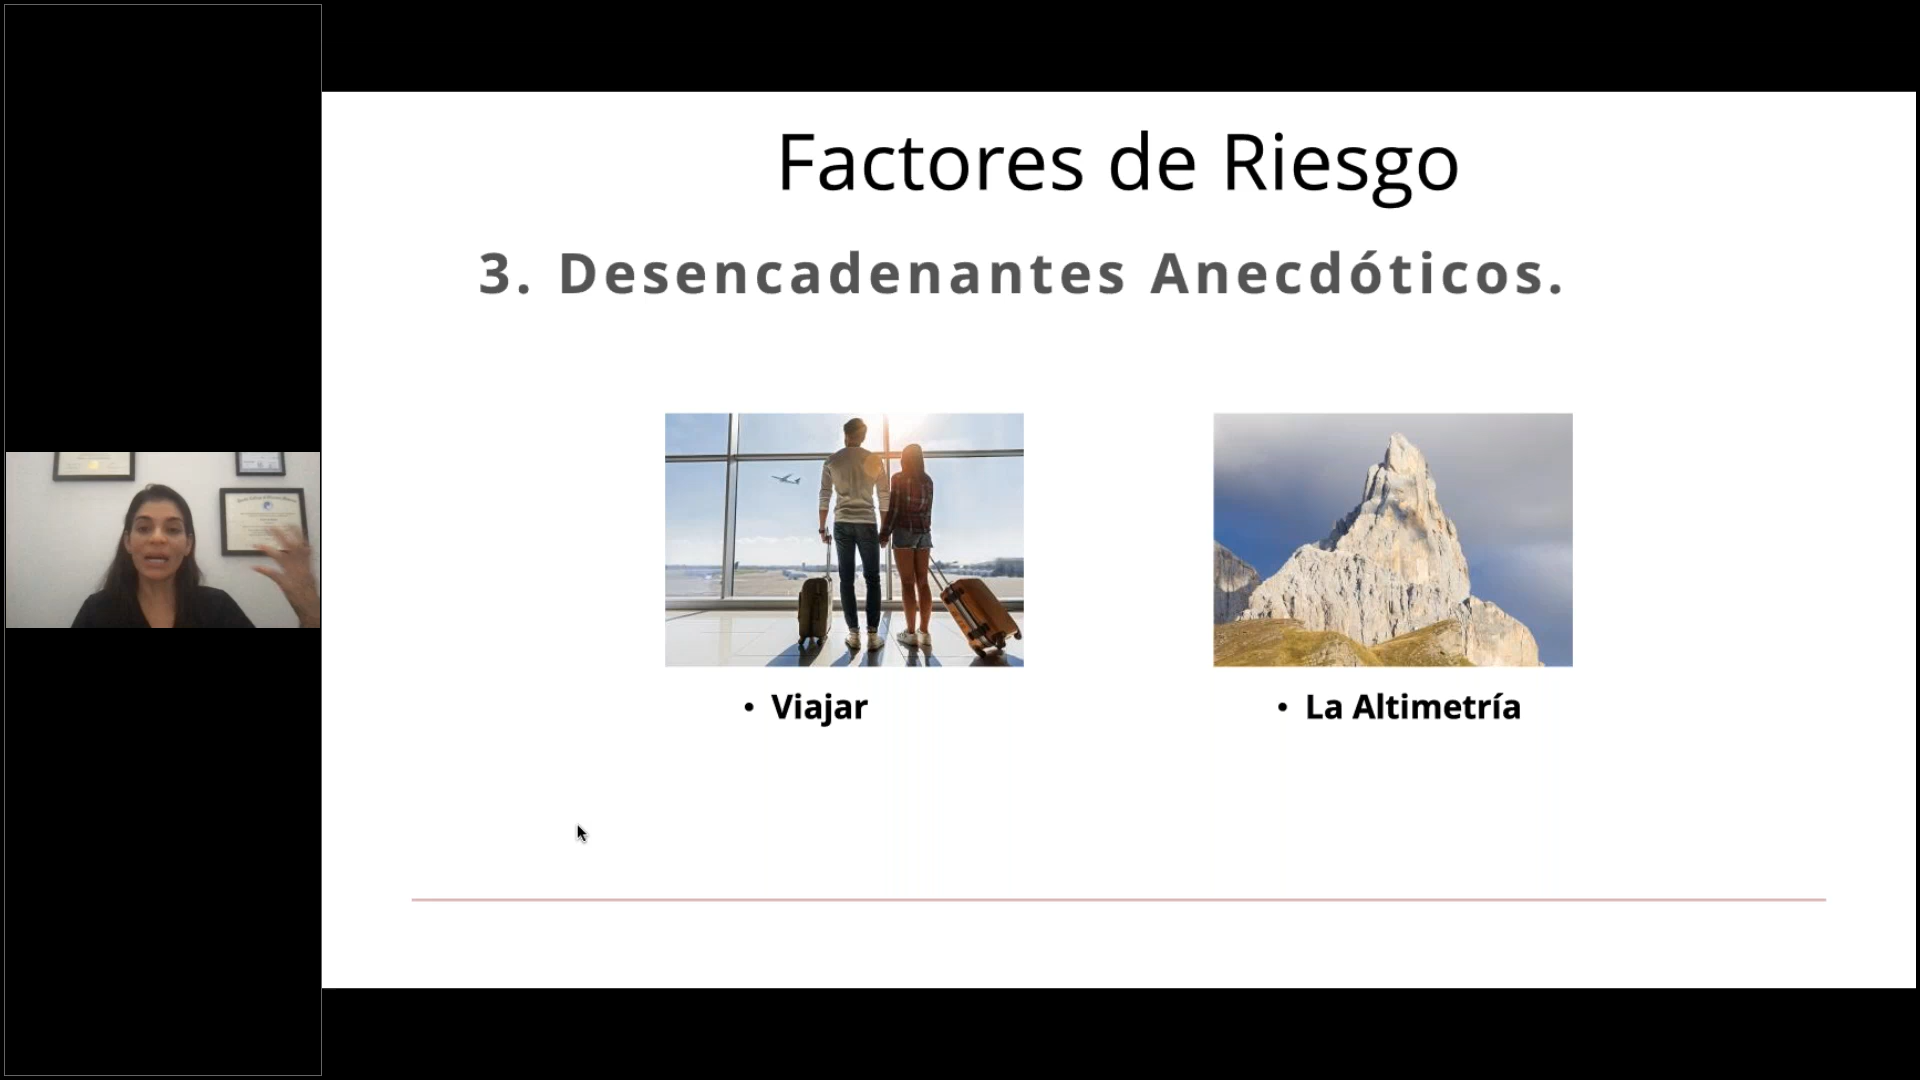 Factores de Riesgo
3. Desencadenantes Anecdóticos.
• Viajar
• La Altimetría